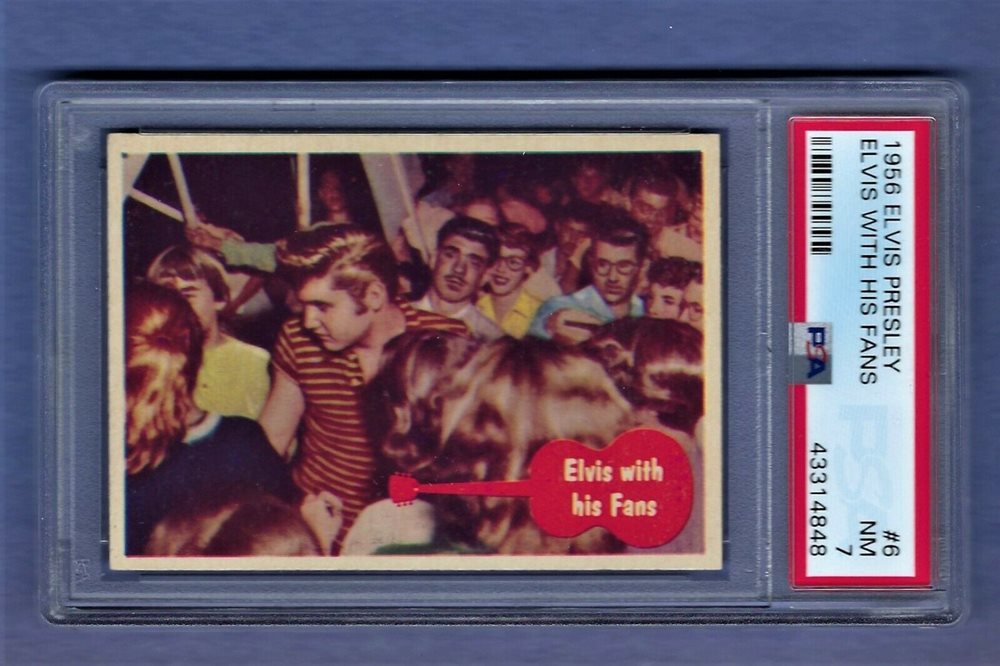 Elvis with
his Fans
1956 ELVIS PRESLEY
ELVIS WITH HIS FANS
PSA
#6
NM
7
43314848